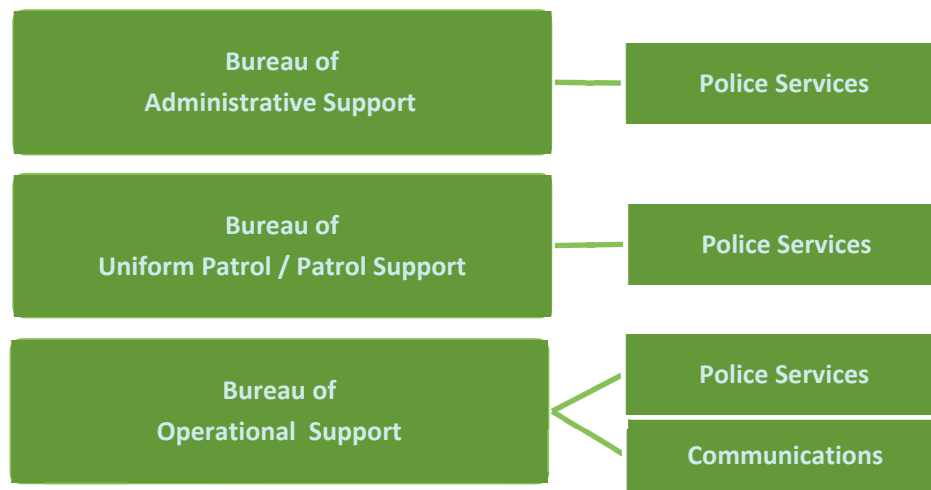 Bureau of
Administrative Support
Police Services
Bureau of
Uniform Patrol / Patrol Support
Police Services
Bureau of
Operational  Support
Police Services
Communications